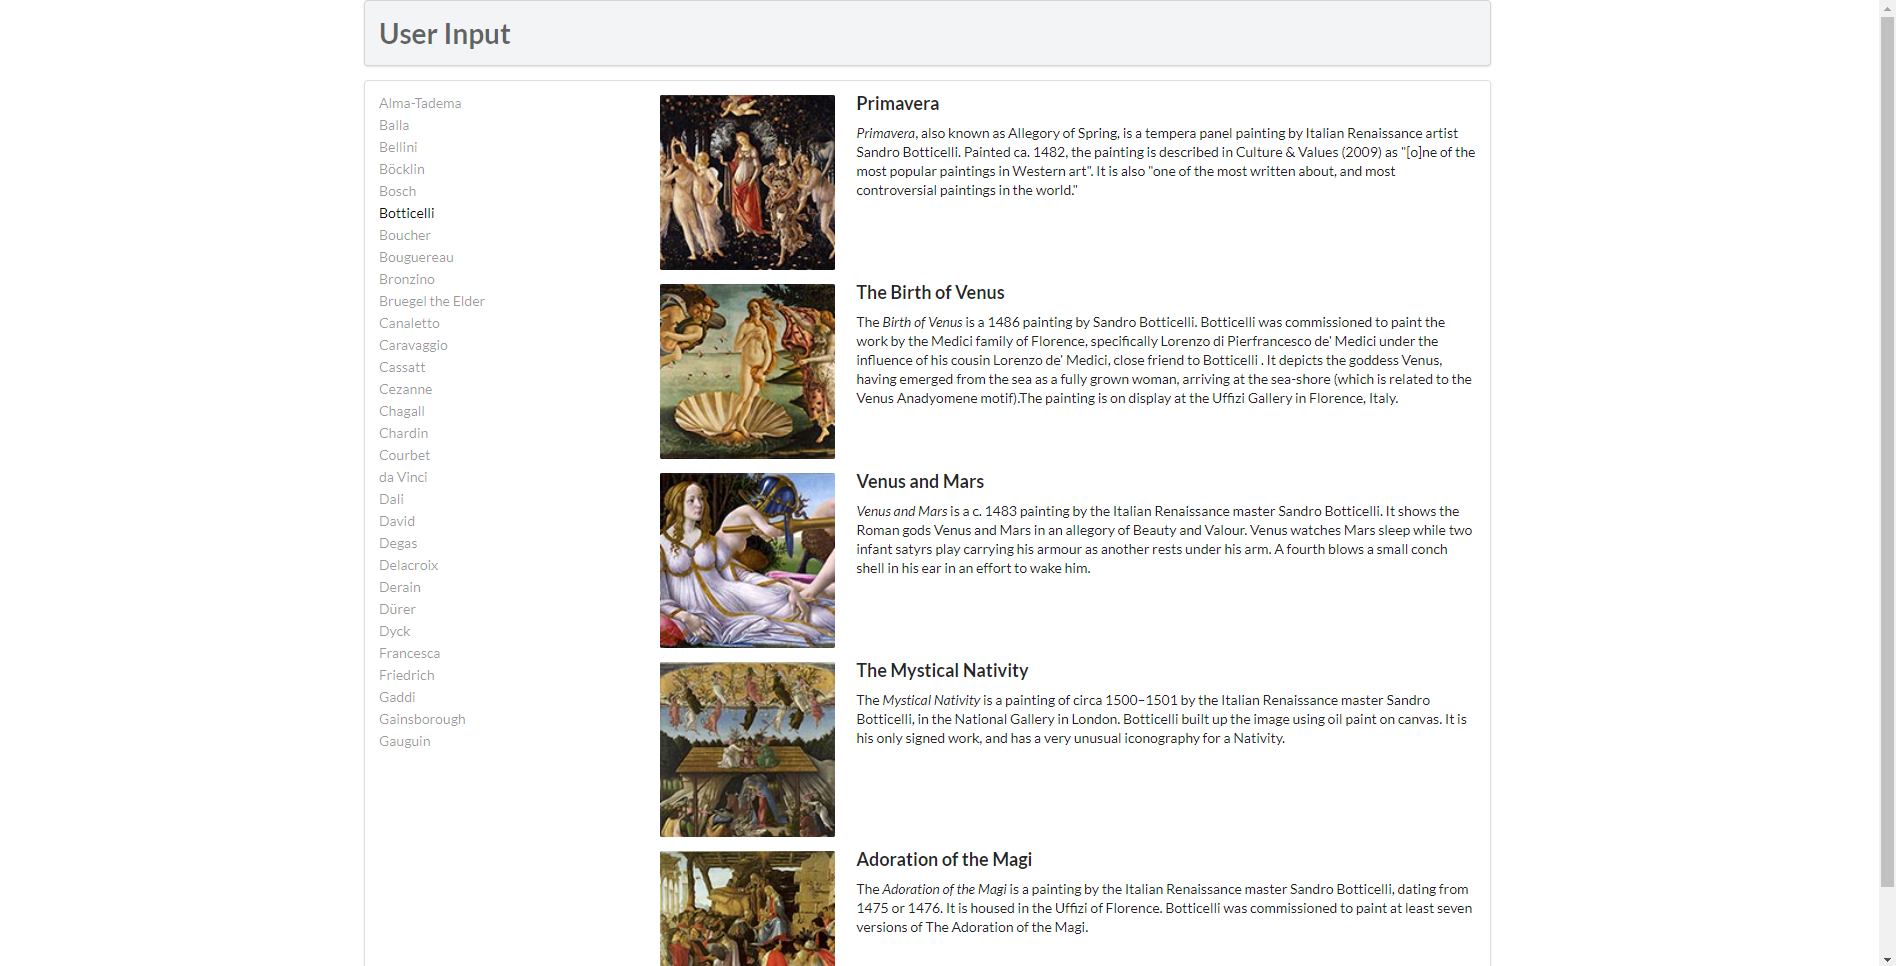 User Input
Alma-Tadema
Balla
Bellini
Böcklin
Bosch
Botticelli
Boucher
Bouguereau
Bronzino
Bruegel the Elder
Canaletto
Caravaggio
Cassatt
Cezanne
Chagall
Chardin
Courbet
da Vinci
Dali
David
Degas
Delacroix
Derain
Dürer
Dyck
Francesca
Friedrich
Gaddi
Gainsborough
Gauguin
Primavera
Primavera, also known as Allegory of Spring, is a tempera panel painting by Italian Renaissance artist
Sandro Botticelli. Painted ca. 1482, the painting is described in Culture & Values (2009) as "[o]ne of the
most popular paintings in Western art". It is also "one of the most written about, and most
controversial paintings in the world."
The Birth of Venus
The Birth of Venus is a 1486 painting by Sandro Botticelli. Botticelli was commissioned to paint the
work by the Medici family of Florence, specifically Lorenzo di Pierfrancesco de' Medici under the
influence of his cousin Lorenzo de' Medici, close friend to Botticelli . It depicts the goddess Venus,
having emerged from the sea as a fully grown woman, arriving at the sea-shore (which is related to the
Venus Anadyomene motif).The painting is on display at the Uffizi Gallery in Florence, Italy.
Venus and Mars
Venus and Mars is a c. 1483 painting by the Italian Renaissance master Sandro Botticelli. It shows the
Roman gods Venus and Mars in an allegory of Beauty and Valour. Venus watches Mars sleep while two
infant satyrs play carrying his armour as another rests under his arm. A fourth blows a small conch
shell in his ear in an effort to wake him.
The Mystical Nativity
The Mystical Nativity is a painting of circa 1500–1501 by the Italian Renaissance master Sandro
Botticelli, in the National Gallery in London. Botticelli built up the image using oil paint on canvas. It is
his only signed work, and has a very unusual iconography for a Nativity.
Adoration of the Magi
The Adoration of the Magi is a painting by the Italian Renaissance master Sandro Botticelli, dating from
1475 or 1476. It is housed in the Uffizi of Florence. Botticelli was commissioned to paint at least seven
versions of The Adoration of the Magi.